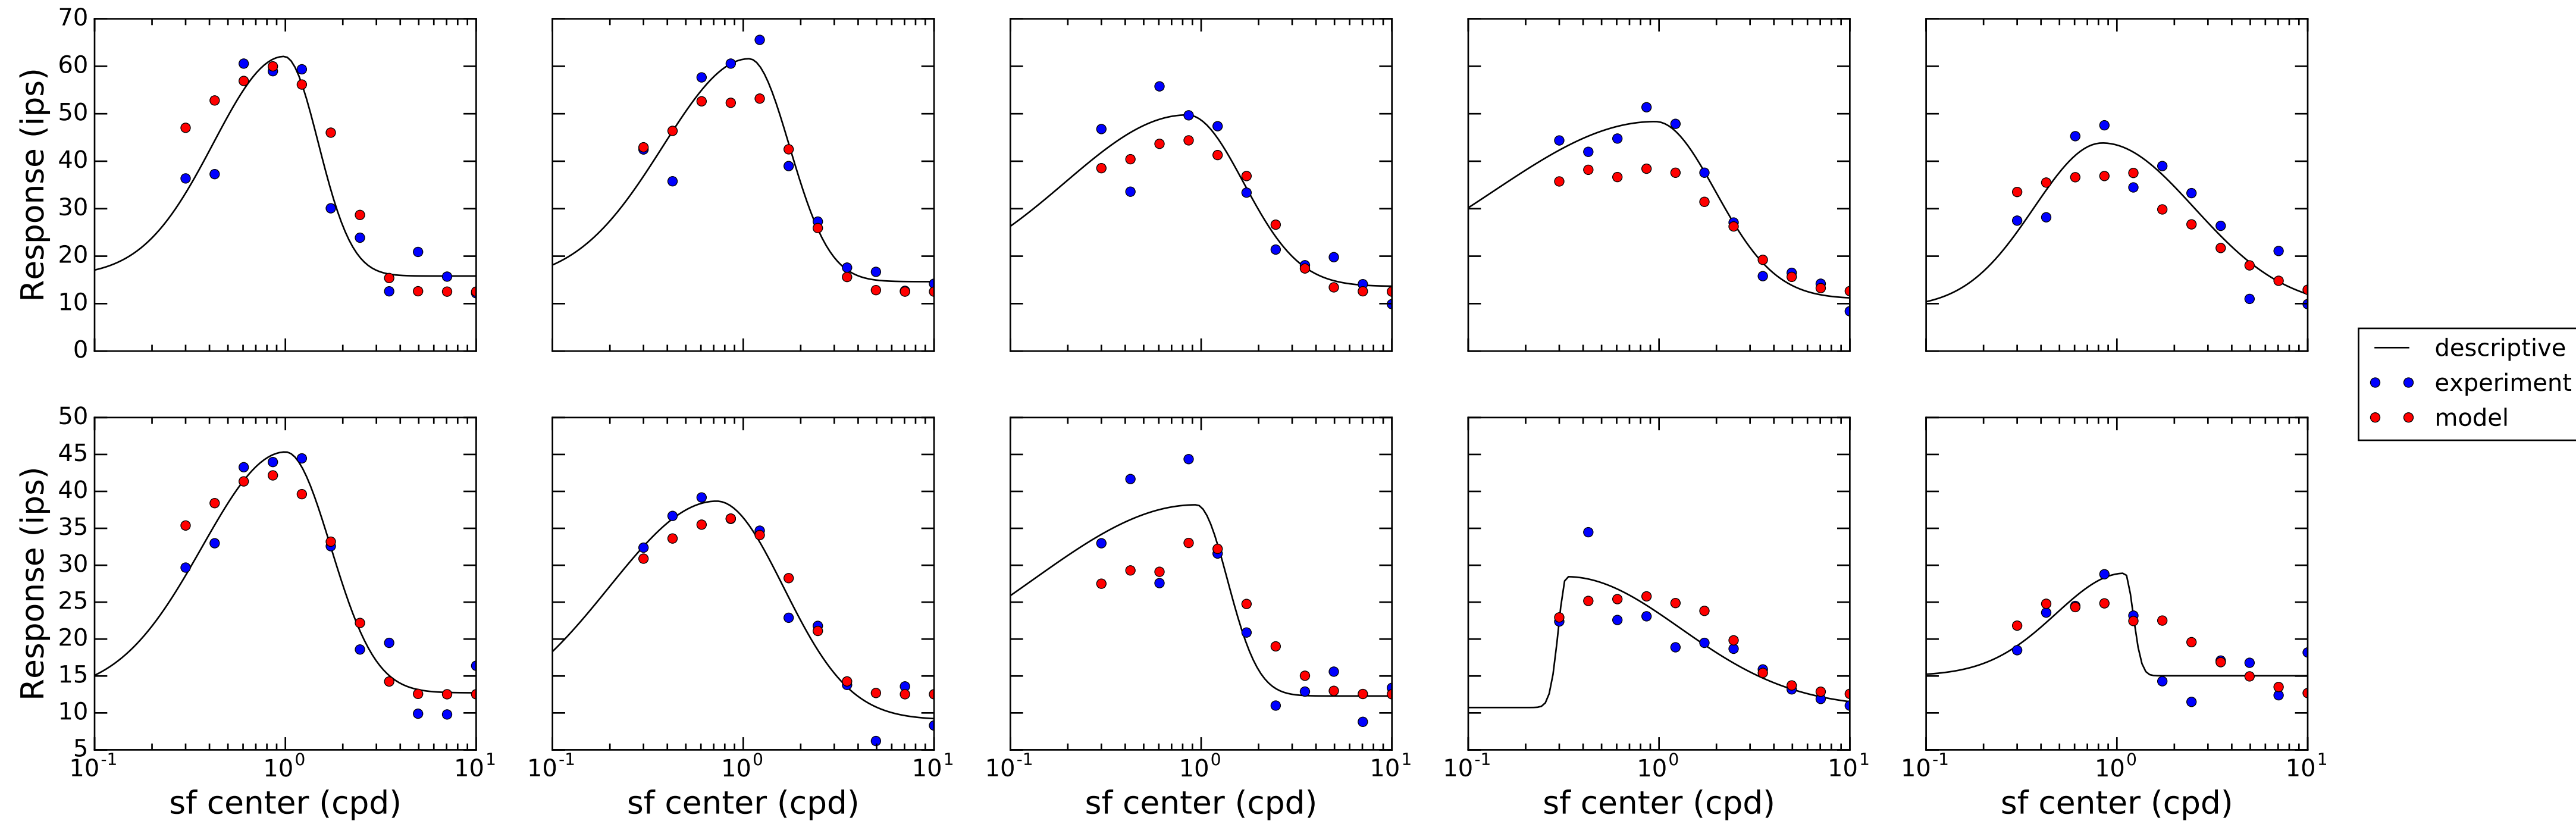 70
60
50
40
30
20
10
0
Response (ips)
descriptive
experiment
model
50
45
40
35
30
25
20
15
10
5
Response (ips)
10^-1 10^0 10^1 10^-1 10^0 10^1 10^-1 10^0 10^1 10^-1 10^0 10^1 10^-1 10^0 10^1
sf center (cpd) sf center (cpd) sf center (cpd) sf center (cpd) sf center (cpd)